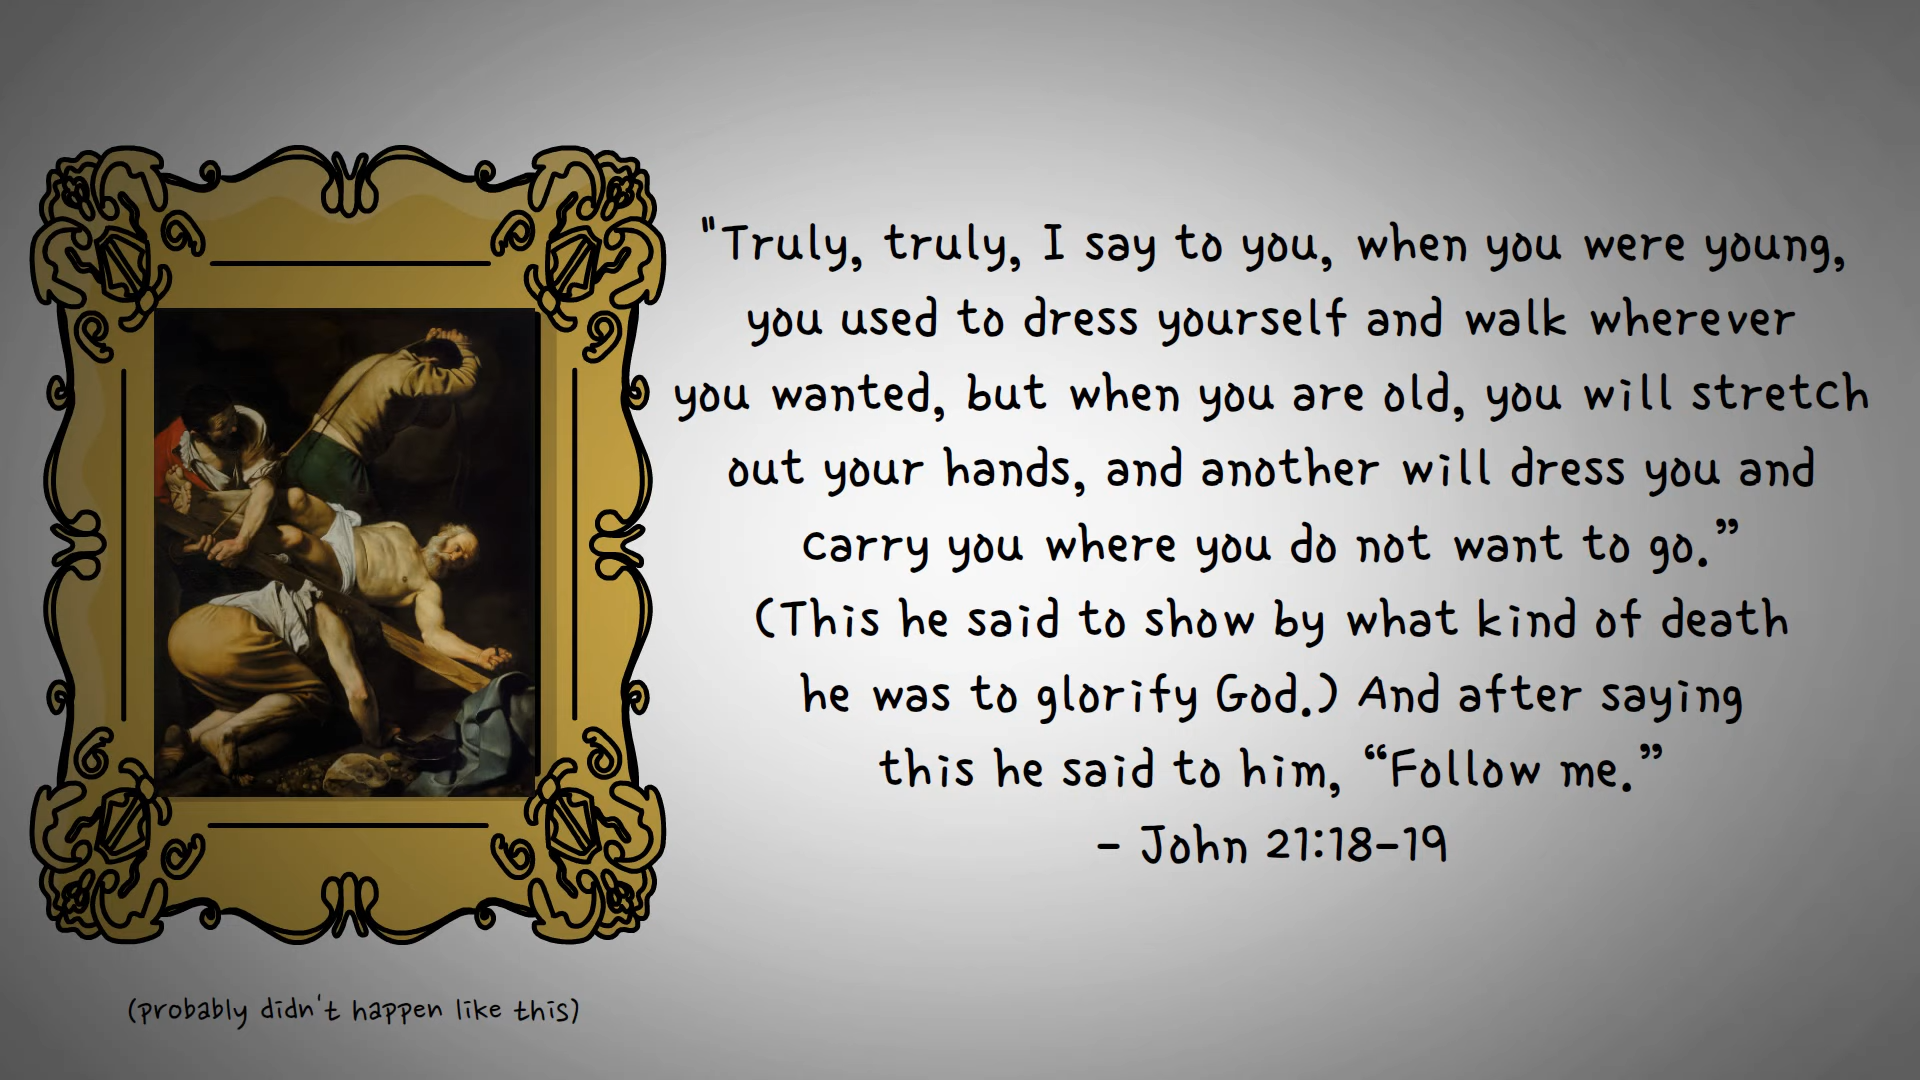 "Truly, truly, I say to you, when you were young,
you used to dress yourself and walk wherever
you wanted, but when you are old, you will stretch
out your hands, and another will dress you and
carry you where you do not want to go.”
(This he said to show by what kind of death
he was to glorify God.) And after saying
this he said to him, “Follow me.”
- John 21:18-19
(probably didn't happen like this)